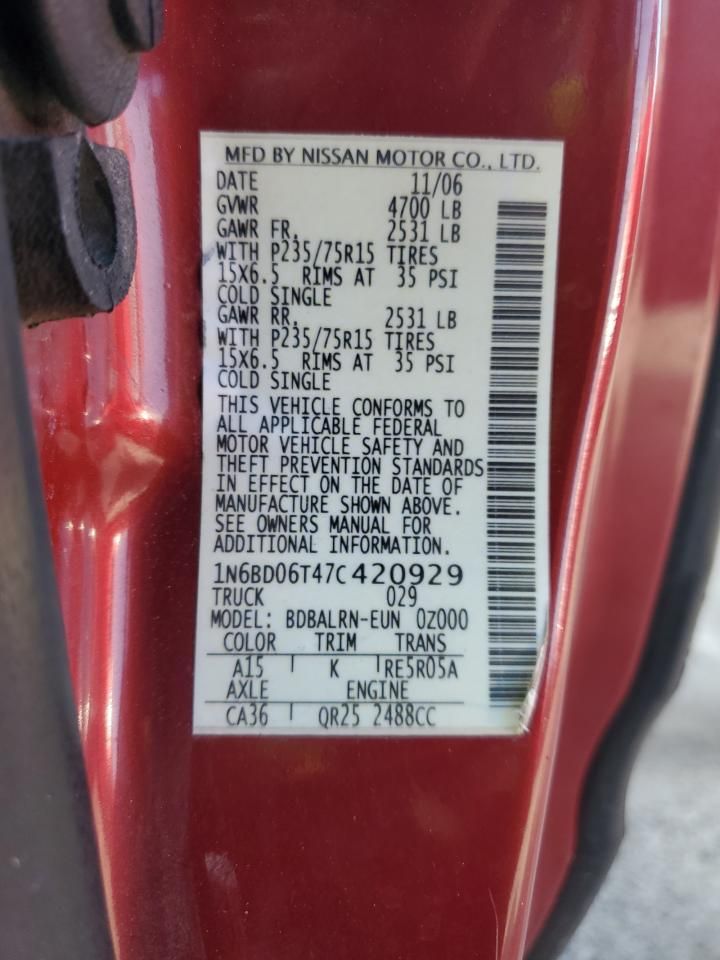 MFD BY NISSAN MOTOR CO., LTD.
DATE 11/06
GVWR 4700 LB
GAWR FR, 2531 LB
WITH P235/75R15 TIRES
15X6.5 RIMS AT 35 PSI
COLD SINGLE
GAWR RR, 2531 LB
WITH P235/75R15 TIRES
15X6.5 RIMS AT 35 PSI
COLD SINGLE
THIS VEHICLE CONFORMS TO
ALL APPLICABLE FEDERAL
MOTOR VEHICLE SAFETY AND
THEFT PREVENTION STANDARDS
IN EFFECT ON THE DATE OF
MANUFACTURE SHOWN ABOVE.
SEE OWNERS MANUAL FOR
ADDITIONAL INFORMATION.
1N6BD06T47C420929
TRUCK 029
MODEL: BDBALRN-EUN 0Z000
COLOR TRIM TRANS
A15 K RE5R05A
AXLE ENGINE
CA36 QR25 2488CC